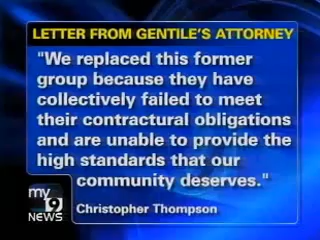 LETTER FROM GENTILE'S ATTORNEY
"We replaced this former
group because they have
collectively failed to meet
their contractural obligations
and are unable to provide the
high standards that our
community deserves."
my
9
NEWS
Christopher Thompson